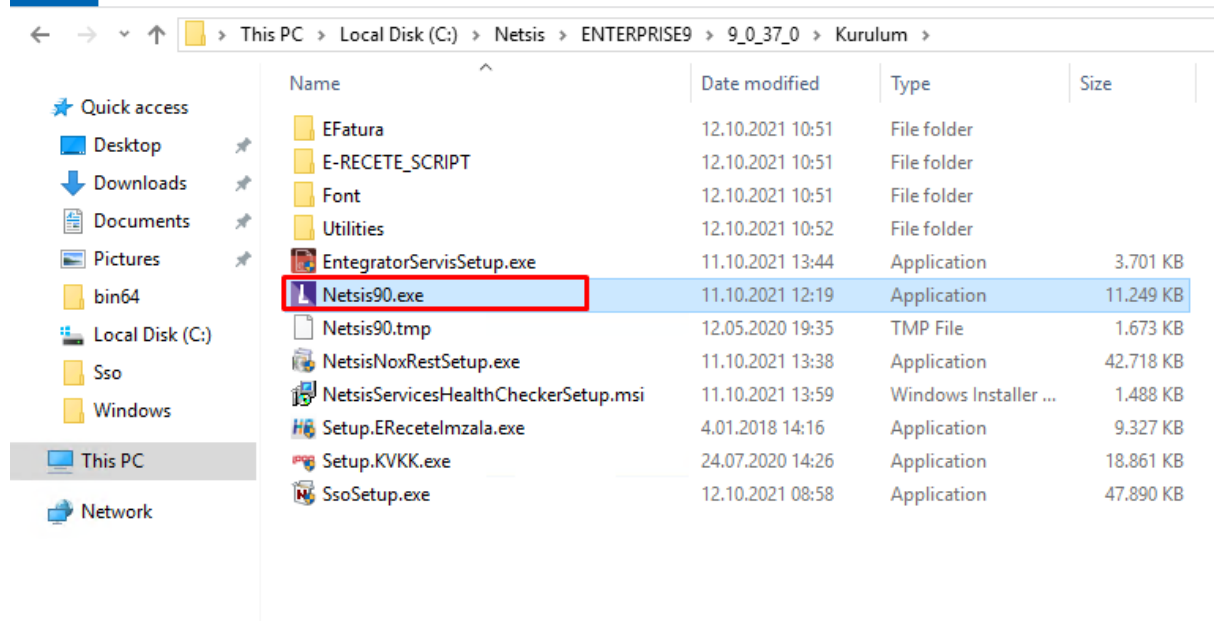 This PC > Local Disk (C:) > Netsis > ENTERPRISE9 > 9_0_37_0 > Kurulum >
Quick access
Desktop
Downloads
Documents
Pictures
bin64
Local Disk (C:)
Sso
Windows
This PC
Network
Name Date modified Type Size
EFatura 12.10.2021 10:51 File folder
E-RECETE_SCRIPT 12.10.2021 10:51 File folder
Font 12.10.2021 10:51 File folder
Utilities 12.10.2021 10:52 File folder
EntegratorServisSetup.exe 11.10.2021 13:44 Application 3.701 KB
Netsis90.exe 11.10.2021 12:19 Application 11.249 KB
Netsis90.tmp 12.05.2020 19:35 TMP File 1.673 KB
NetsisNoxRestSetup.exe 11.10.2021 13:38 Application 42.718 KB
NetsisServicesHealthCheckerSetup.msi 11.10.2021 13:59 Windows Installer ... 1.488 KB
Setup.EReceteImzala.exe 4.01.2018 14:16 Application 9.327 KB
Setup.KVKK.exe 24.07.2020 14:26 Application 18.861 KB
SsoSetup.exe 12.10.2021 08:58 Application 47.890 KB